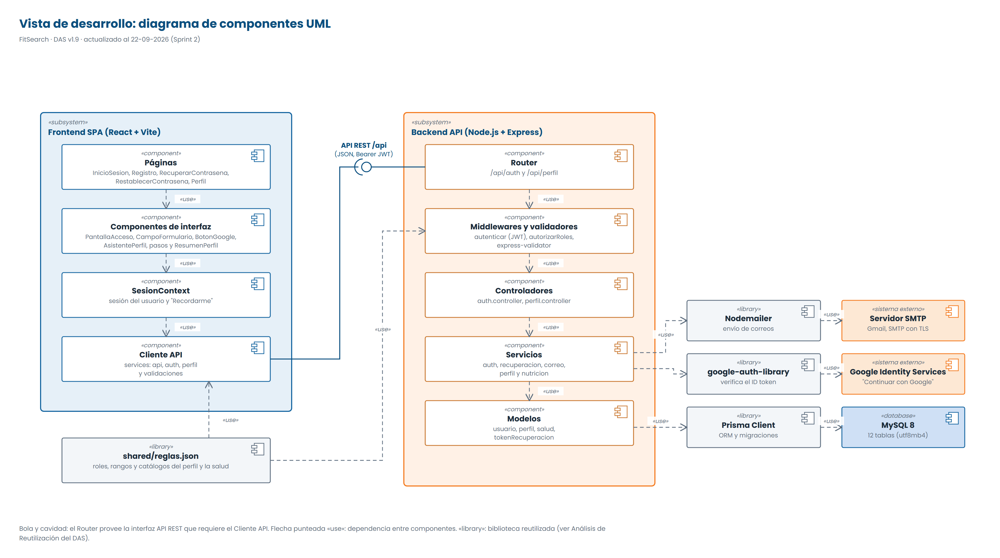 Vista de desarrollo: diagrama de componentes UML
FitSearch · DAS v1.9 · actualizado al 22-09-2026 (Sprint 2)
«subsystem»
Frontend SPA (React + Vite)
«component»
Páginas
InicioSesion, Registro, RecuperarContrasena,
RestablecerContrasena, Perfil
«use»
«component»
Componentes de interfaz
PantallaAcceso, CampoFormulario, BotonGoogle,
AsistentePerfil, pasos y ResumenPerfil
«use»
«component»
SesionContext
sesión del usuario y "Recordarme"
«use»
«component»
Cliente API
services: api, auth, perfil
y validaciones
«use»
«library»
shared/reglas.json
roles, rangos y catálogos del perfil y la salud
API REST /api
(JSON, Bearer JWT)
«use»
«subsystem»
Backend API (Node.js + Express)
«component»
Router
/api/auth y /api/perfil
«use»
«component»
Middlewares y validadores
autenticar (JWT), autorizarRoles,
express-validator
«use»
«component»
Controladores
auth.controller, perfil.controller
«use»
«component»
Servicios
auth, recuperacion, correo,
perfil y nutricion
«use»
«component»
Modelos
usuario, perfil, salud,
tokenRecuperacion
«use»
«use»
«library»
Nodemailer
envío de correos
«use»
«sistema externo»
Servidor SMTP
Gmail, SMTP con TLS
«library»
google-auth-library
verifica el ID token
«use»
«sistema externo»
Google Identity Services
"Continuar con Google"
«library»
Prisma Client
ORM y migraciones
«use»
«database»
MySQL 8
12 tablas (utf8mb4)
Bola y cavidad: el Router provee la interfaz API REST que requiere el Cliente API. Flecha punteada «use»: dependencia entre componentes. «library»: biblioteca reutilizada (ver Análisis de
Reutilización del DAS).